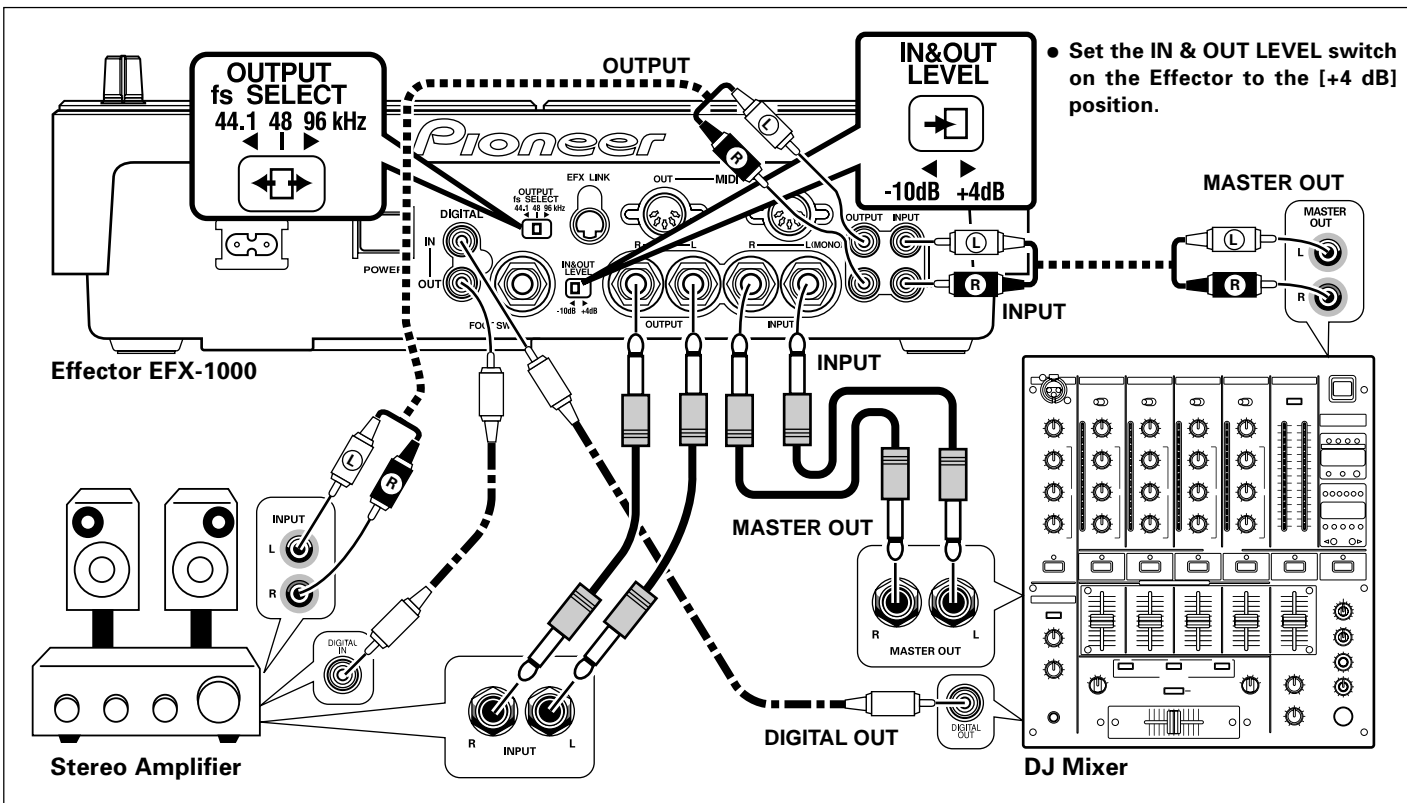 OUTPUT
fs SELECT
44.1 48 96 kHz
OUTPUT
IN&OUT
LEVEL
-10dB +4dB
• Set the IN & OUT LEVEL switch
on the Effector to the [+4 dB]
position.
Pioneer
L
R
EFX LINK
OUT
MIDI
OUTPUT
fs SELECT
44.1 48 96 kHz
DIGITAL
IN
OUT
POWER
FOOT SW
IN&OUT
LEVEL
-10dB +4dB
R L
OUTPUT
R L(MONO)
INPUT
OUTPUT INPUT
L
R
INPUT
MASTER OUT
L
R
MASTER
OUT
L
R
Effector EFX-1000
INPUT
L
R
INPUT
L
R
DIGITAL
IN
MASTER OUT
R L
MASTER OUT
R INPUT L
DIGITAL OUT
DIGITAL
OUT
Stereo Amplifier
DJ Mixer